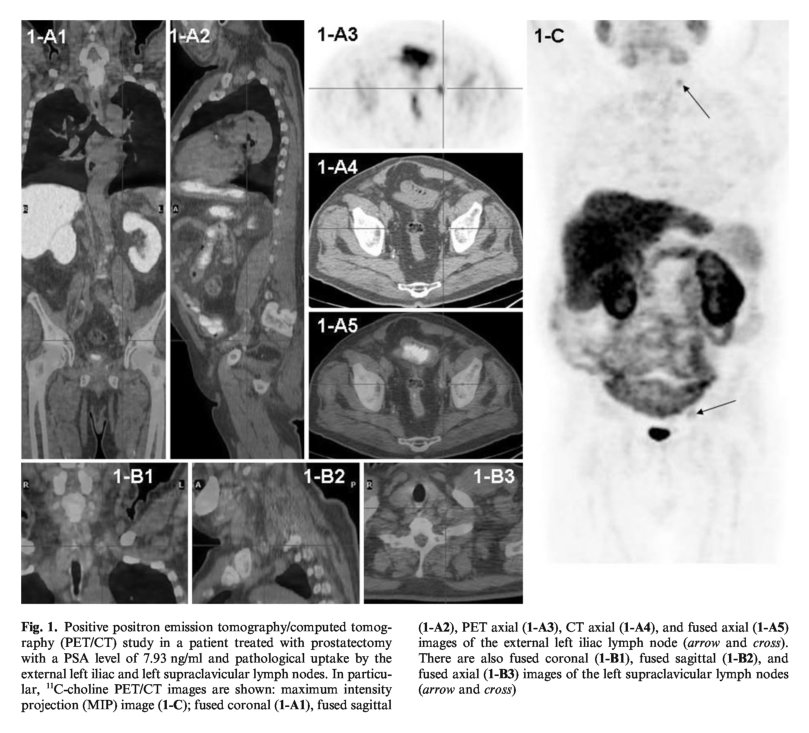 1-A1
1-A2
1-A3
1-C
1-A4
A
L
1-A5
1-B1
1-B2
1-B3
R
L
A
P
R
Fig. 1. Positive positron emission tomography/computed tomog-
raphy (PET/CT) study in a patient treated with prostatectomy
with a PSA level of 7.93 ng/ml and pathological uptake by the
external left iliac and left supraclavicular lymph nodes. In particu-
lar, ¹¹C-choline PET/CT images are shown: maximum intensity
projection (MIP) image (1-C); fused coronal (1-A1), fused sagittal
(1-A2), PET axial (1-A3), CT axial (1-A4), and fused axial (1-A5)
images of the external left iliac lymph node (arrow and cross).
There are also fused coronal (1-B1), fused sagittal (1-B2), and
fused axial (1-B3) images of the left supraclavicular lymph nodes
(arrow and cross)